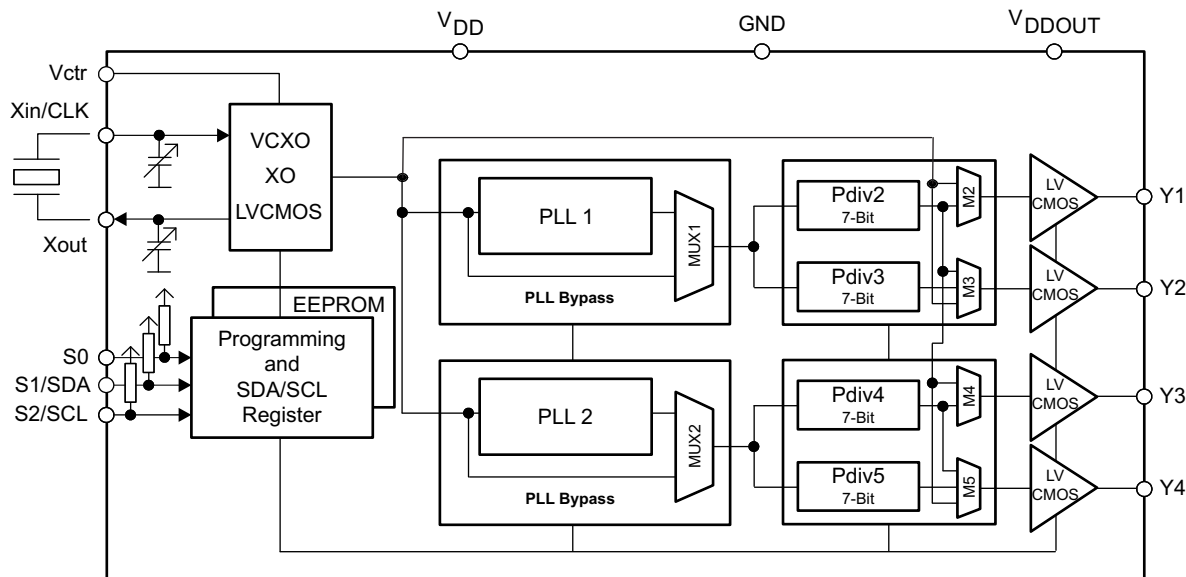 VDD
GND
VDDOUT
Vctr
Xin/CLK
VCXO
XO
LVCMOS
Xout
EEPROM
Programming
and
SDA/SCL
Register
S0
S1/SDA
S2/SCL
PLL 1
MUX1
PLL Bypass
Pdiv2
7-Bit
M2
Pdiv3
7-Bit
M3
LV
CMOS
Y1
LV
CMOS
Y2
PLL 2
MUX2
PLL Bypass
Pdiv4
7-Bit
M4
Pdiv5
7-Bit
M5
LV
CMOS
Y3
LV
CMOS
Y4